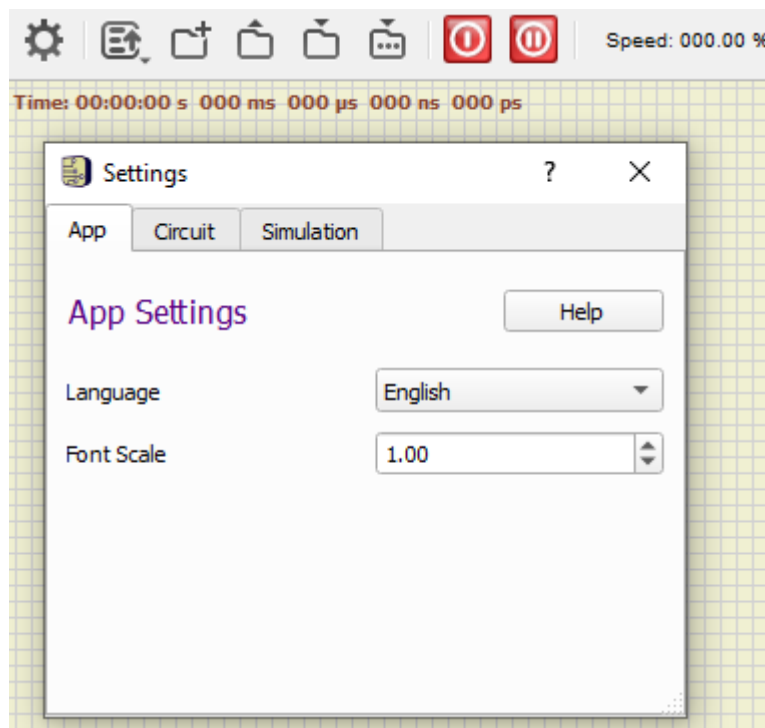 Speed: 000.00 %
Time: 00:00:00 s 000 ms 000 µs 000 ns 000 ps
Settings ?
App Circuit Simulation
App Settings Help
Language English
Font Scale 1.00